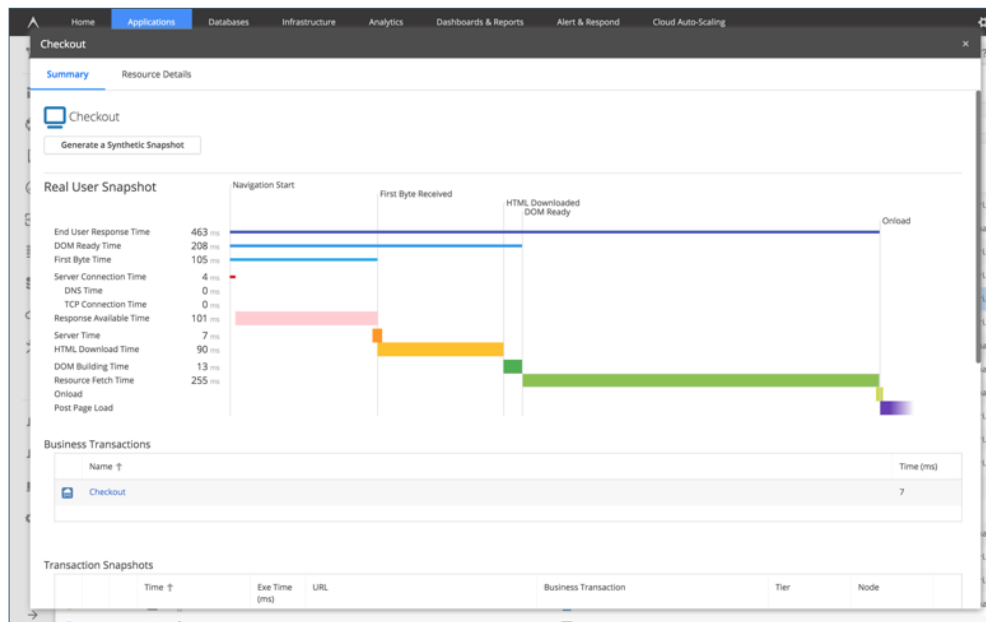 Home Applications Databases Infrastructure Analytics Dashboards & Reports Alert & Respond Cloud Auto-Scaling
Checkout ×
Summary Resource Details
Checkout
Generate a Synthetic Snapshot
Real User Snapshot
Navigation Start
First Byte Received
HTML Downloaded
DOM Ready
Onload
End User Response Time 463 ms
DOM Ready Time 208 ms
First Byte Time 105 ms
Server Connection Time 4 ms
DNS Time 0 ms
TCP Connection Time 0 ms
Response Available Time 101 ms
Server Time 7 ms
HTML Download Time 90 ms
DOM Building Time 13 ms
Resource Fetch Time 255 ms
Onload
Post Page Load
Business Transactions
Name ↑ Time (ms)
Checkout 7
Transaction Snapshots
Time ↑ Exe Time (ms) URL Business Transaction Tier Node